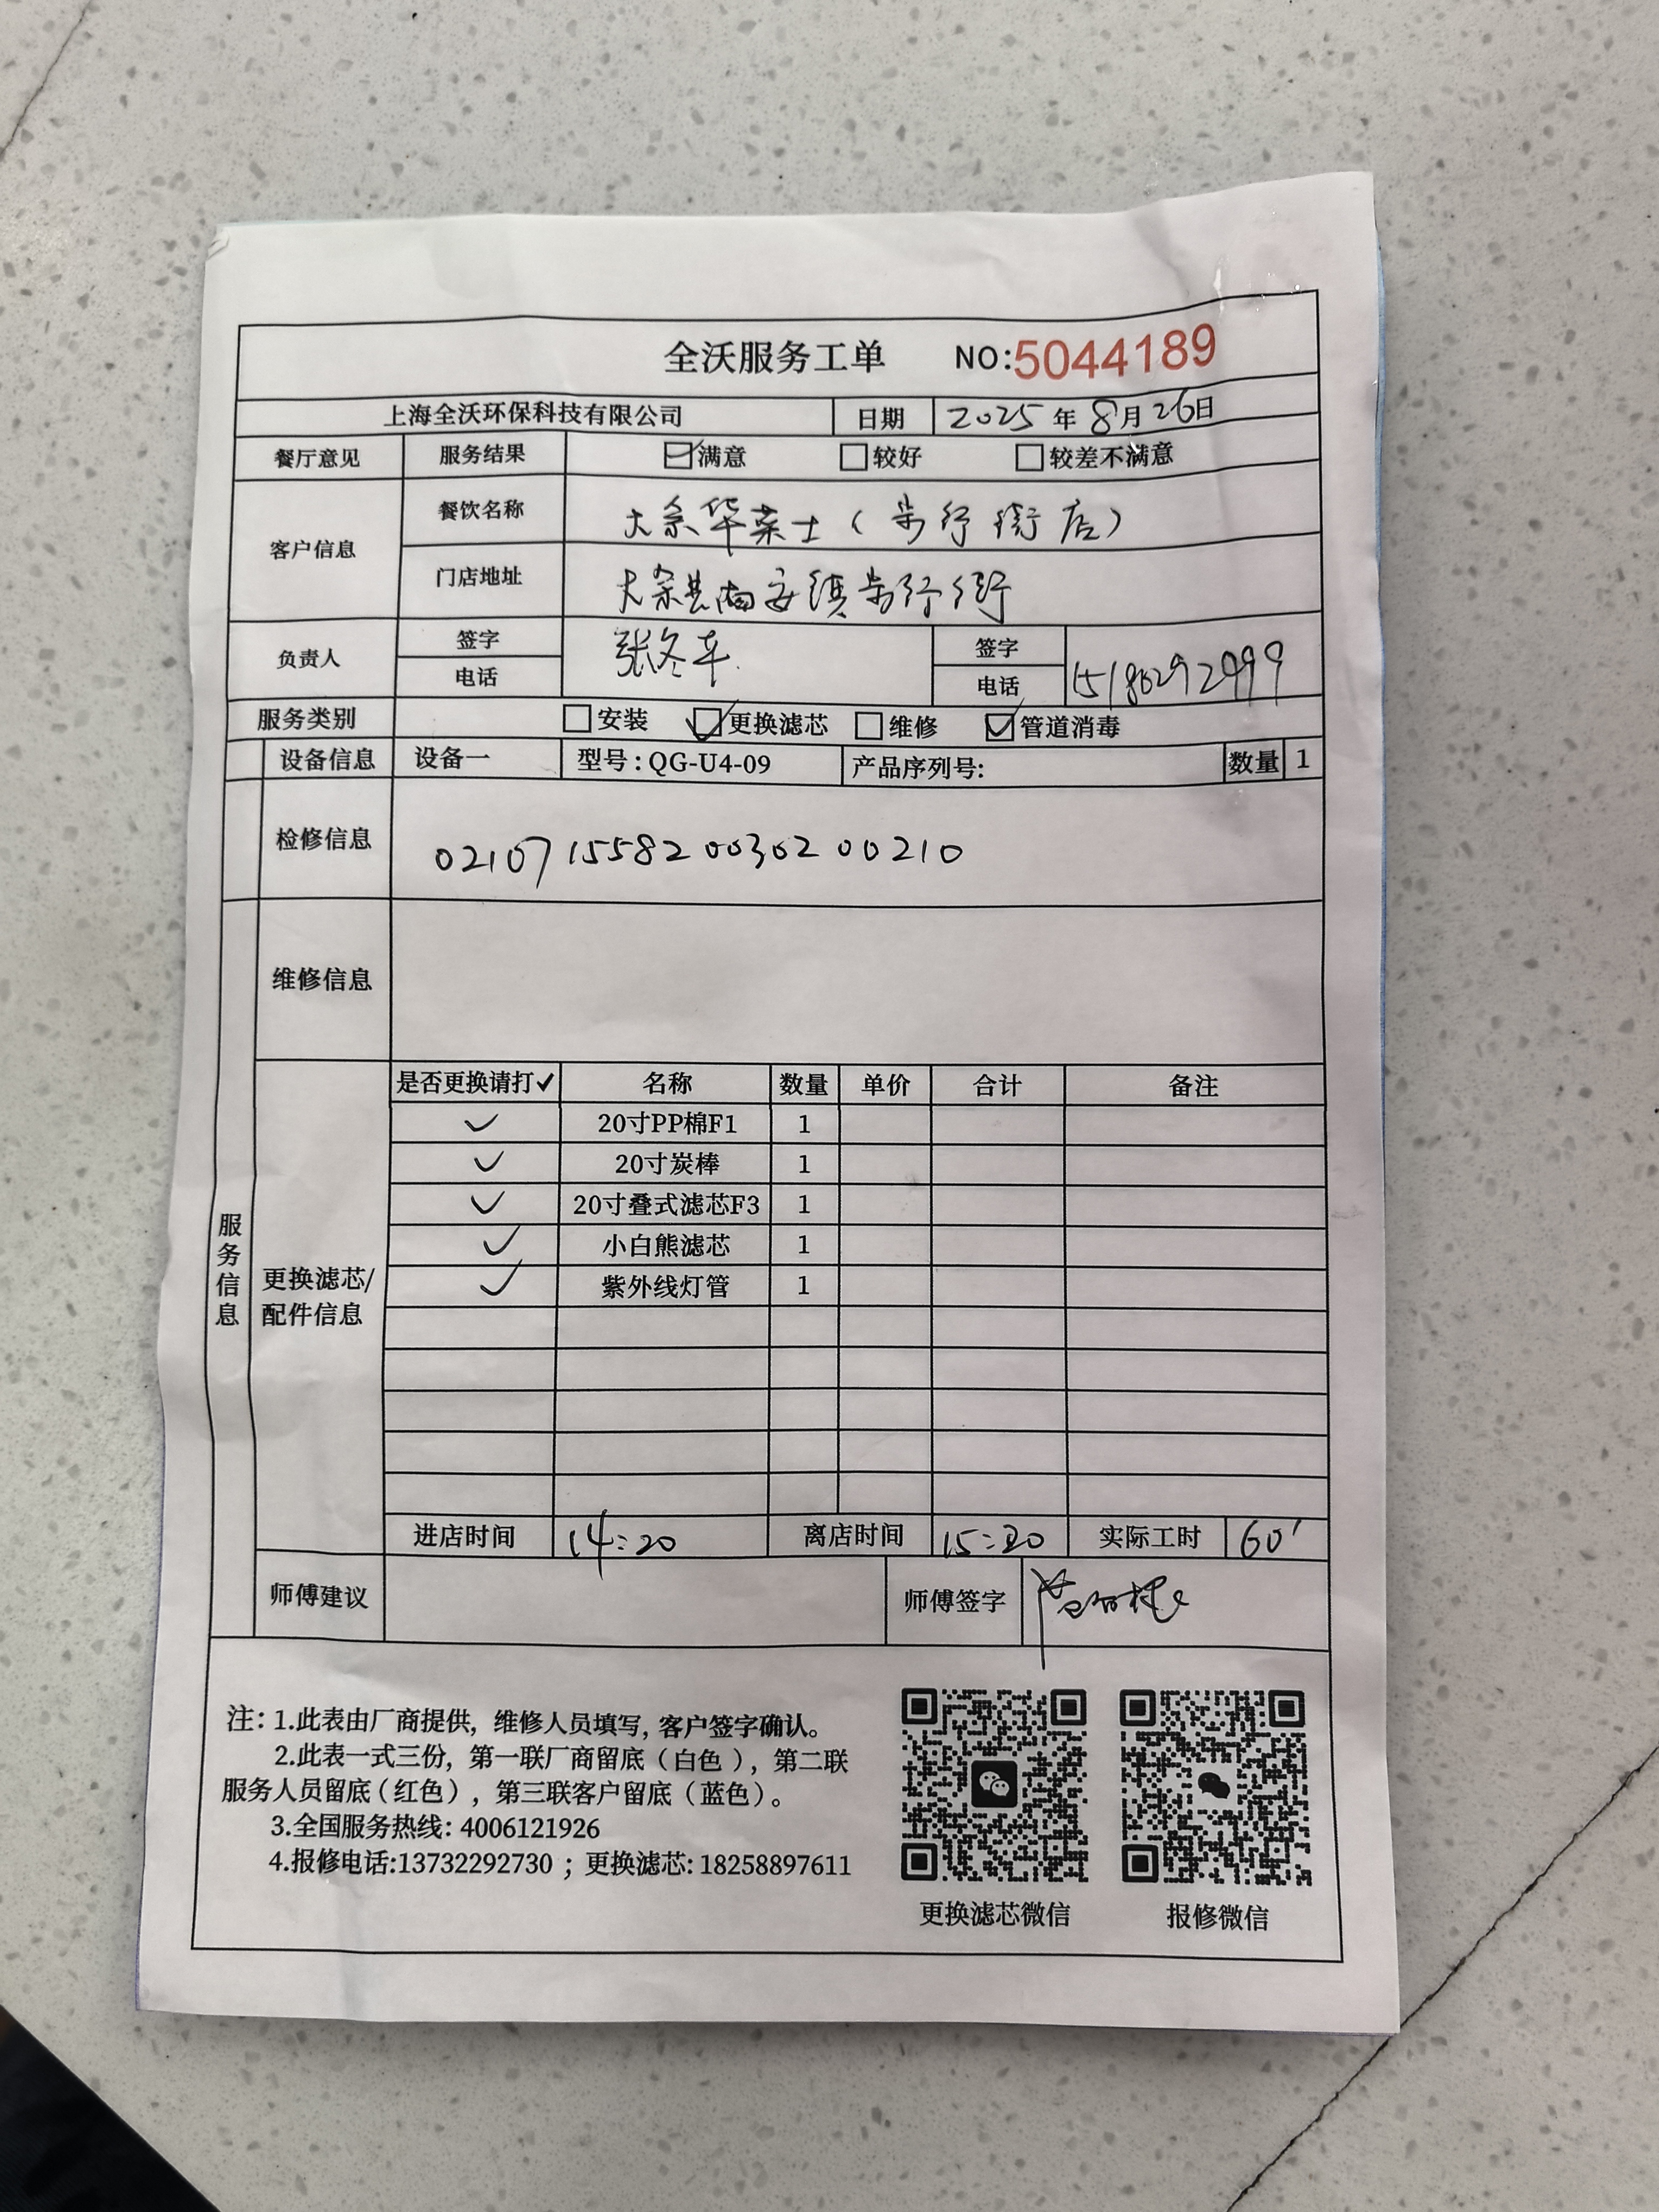 全沃服务工单 NO:5044189
上海全沃环保科技有限公司 日期 2025年8月26日
餐厅意见 服务结果 满意 较好 较差不满意
客户信息 餐饮名称 大余华莱士(步行街店)
门店地址 大余县南安镇步行街
负责人 签字 电话 签字 电话 15180292999
服务类别 安装 更换滤芯 维修 管道消毒
设备信息 设备一 型号:QG-U4-09 产品序列号: 数量 1
检修信息 02107155820030200210
维修信息
服务信息
更换滤芯/配件信息
是否更换请打✓ 名称 数量 单价 合计 备注
✓ 20寸PP棉F1 1
✓ 20寸炭棒 1
✓ 20寸叠式滤芯F3 1
✓ 小白熊滤芯 1
✓ 紫外线灯管 1
进店时间 14:20 离店时间 15:20 实际工时 60'
师傅建议 师傅签字
注: 1.此表由厂商提供, 维修人员填写, 客户签字确认。
2.此表一式三份, 第一联厂商留底(白色), 第二联
服务人员留底(红色), 第三联客户留底(蓝色)。
3.全国服务热线: 4006121926
4.报修电话:13732292730 ; 更换滤芯: 18258897611
更换滤芯微信 报修微信